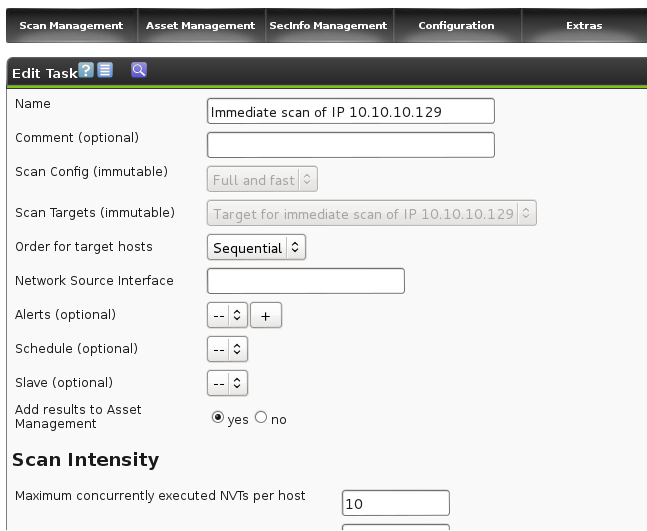 Scan Management Asset Management SecInfo Management Configuration Extras
Edit Task ?
Name Immediate scan of IP 10.10.10.129
Comment (optional)
Scan Config (immutable) Full and fast
Scan Targets (immutable) Target for immediate scan of IP 10.10.10.129
Order for target hosts Sequential
Network Source Interface
Alerts (optional) -- +
Schedule (optional) --
Slave (optional) --
Add results to Asset
Management yes no
Scan Intensity
Maximum concurrently executed NVTs per host 10